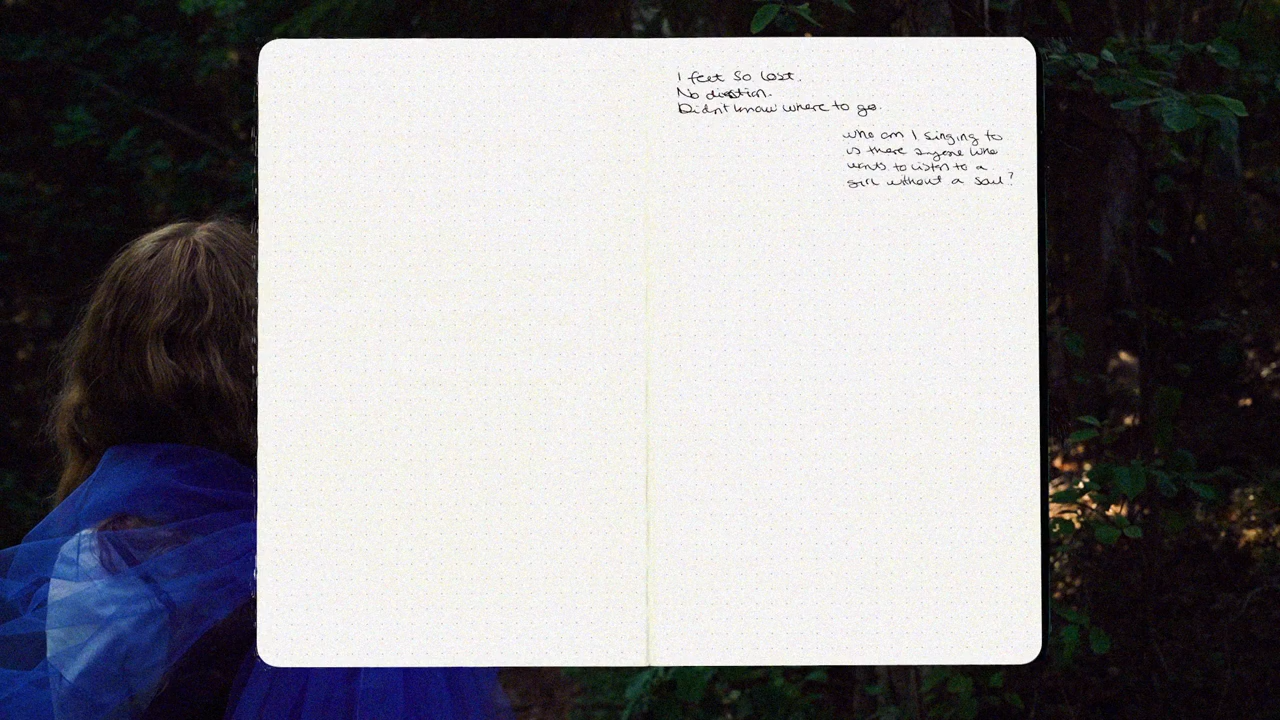 I felt so lost.
No direction.
Didn't know where to go.
who am I singing to
is there anyone who
wants to listen to a
girl without a soul?